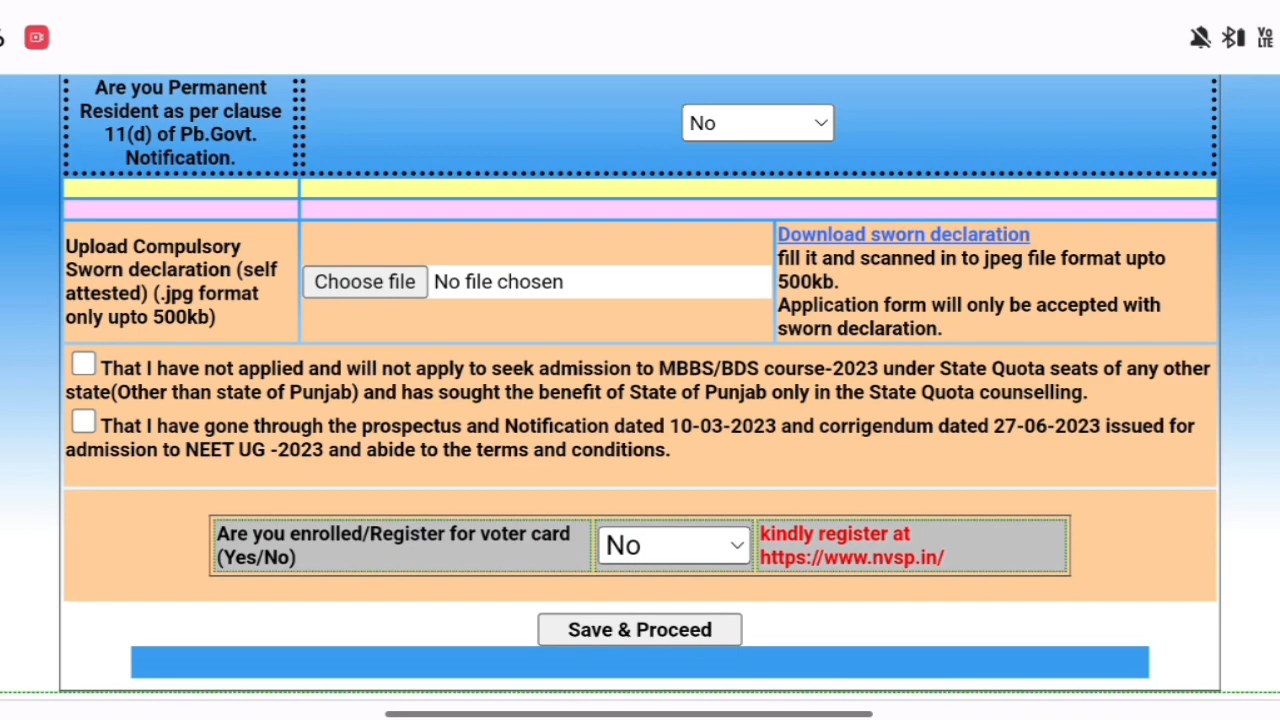 Vo
LTE
Are you Permanent
Resident as per clause
11(d) of Pb.Govt.
Notification.
No
Upload Compulsory
Sworn declaration (self
attested) (.jpg format
only upto 500kb)
Choose file No file chosen
Download sworn declaration
fill it and scanned in to jpeg file format upto
500kb.
Application form will only be accepted with
sworn declaration.
That I have not applied and will not apply to seek admission to MBBS/BDS course-2023 under State Quota seats of any other
state(Other than state of Punjab) and has sought the benefit of State of Punjab only in the State Quota counselling.
That I have gone through the prospectus and Notification dated 10-03-2023 and corrigendum dated 27-06-2023 issued for
admission to NEET UG -2023 and abide to the terms and conditions.
Are you enrolled/Register for voter card
(Yes/No)
No
kindly register at
https://www.nvsp.in/
Save & Proceed